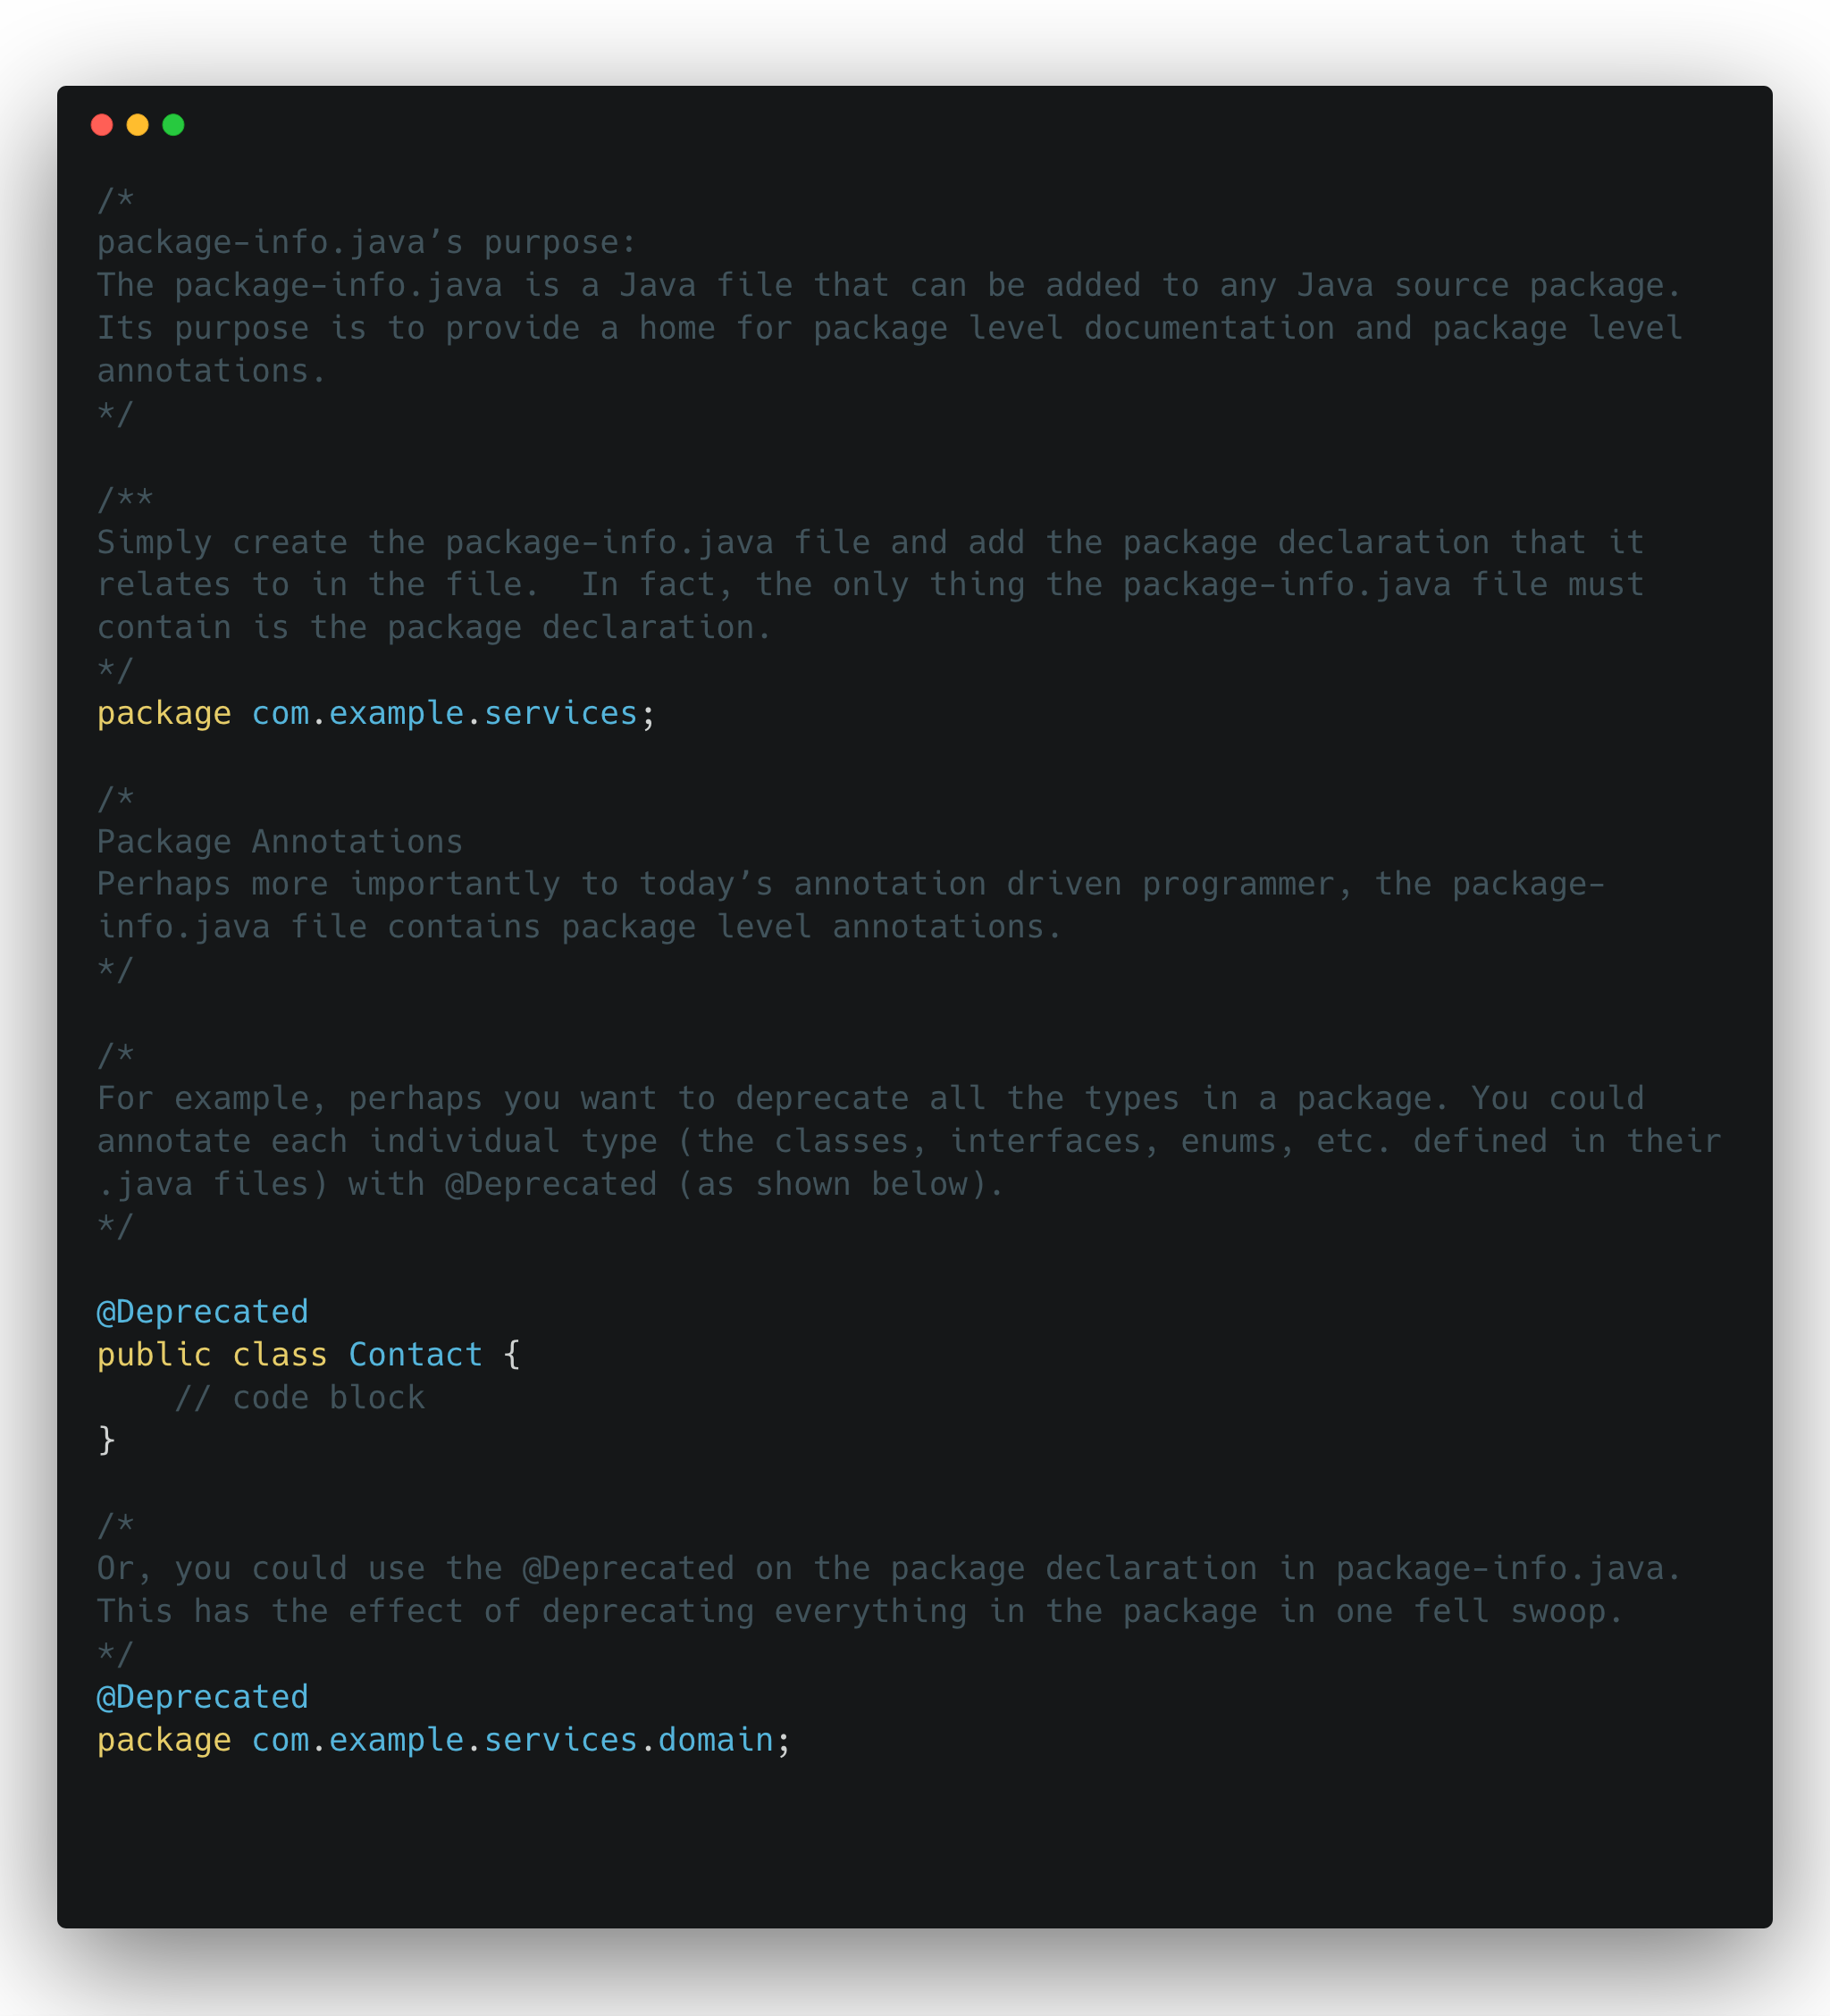 /*
package-info.java’s purpose:
The package-info.java is a Java file that can be added to any Java source package.
Its purpose is to provide a home for package level documentation and package level
annotations.
*/

/**
Simply create the package-info.java file and add the package declaration that it
relates to in the file.  In fact, the only thing the package-info.java file must
contain is the package declaration.
*/
package com.example.services;

/*
Package Annotations
Perhaps more importantly to today’s annotation driven programmer, the package-
info.java file contains package level annotations.
*/

/*
For example, perhaps you want to deprecate all the types in a package. You could
annotate each individual type (the classes, interfaces, enums, etc. defined in their
.java files) with @Deprecated (as shown below).
*/

@Deprecated
public class Contact {
    // code block
}

/*
Or, you could use the @Deprecated on the package declaration in package-info.java.
This has the effect of deprecating everything in the package in one fell swoop.
*/
@Deprecated
package com.example.services.domain;